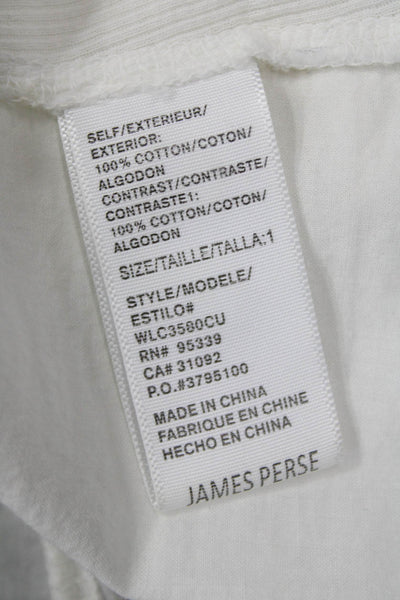 SELF/EXTERIEUR/
EXTERIOR:
100% COTTON/COTON/
ALGODON
CONTRAST/CONTRASTE/
CONTRASTE1:
100% COTTON/COTON/
ALGODON
SIZE/TAILLE/TALLA:1
STYLE/MODELE/
ESTILO#
WLC3580CU
RN# 95339
CA# 31092
P.O.#3795100
MADE IN CHINA
FABRIQUE EN CHINE
HECHO EN CHINA
JAMES PERSE